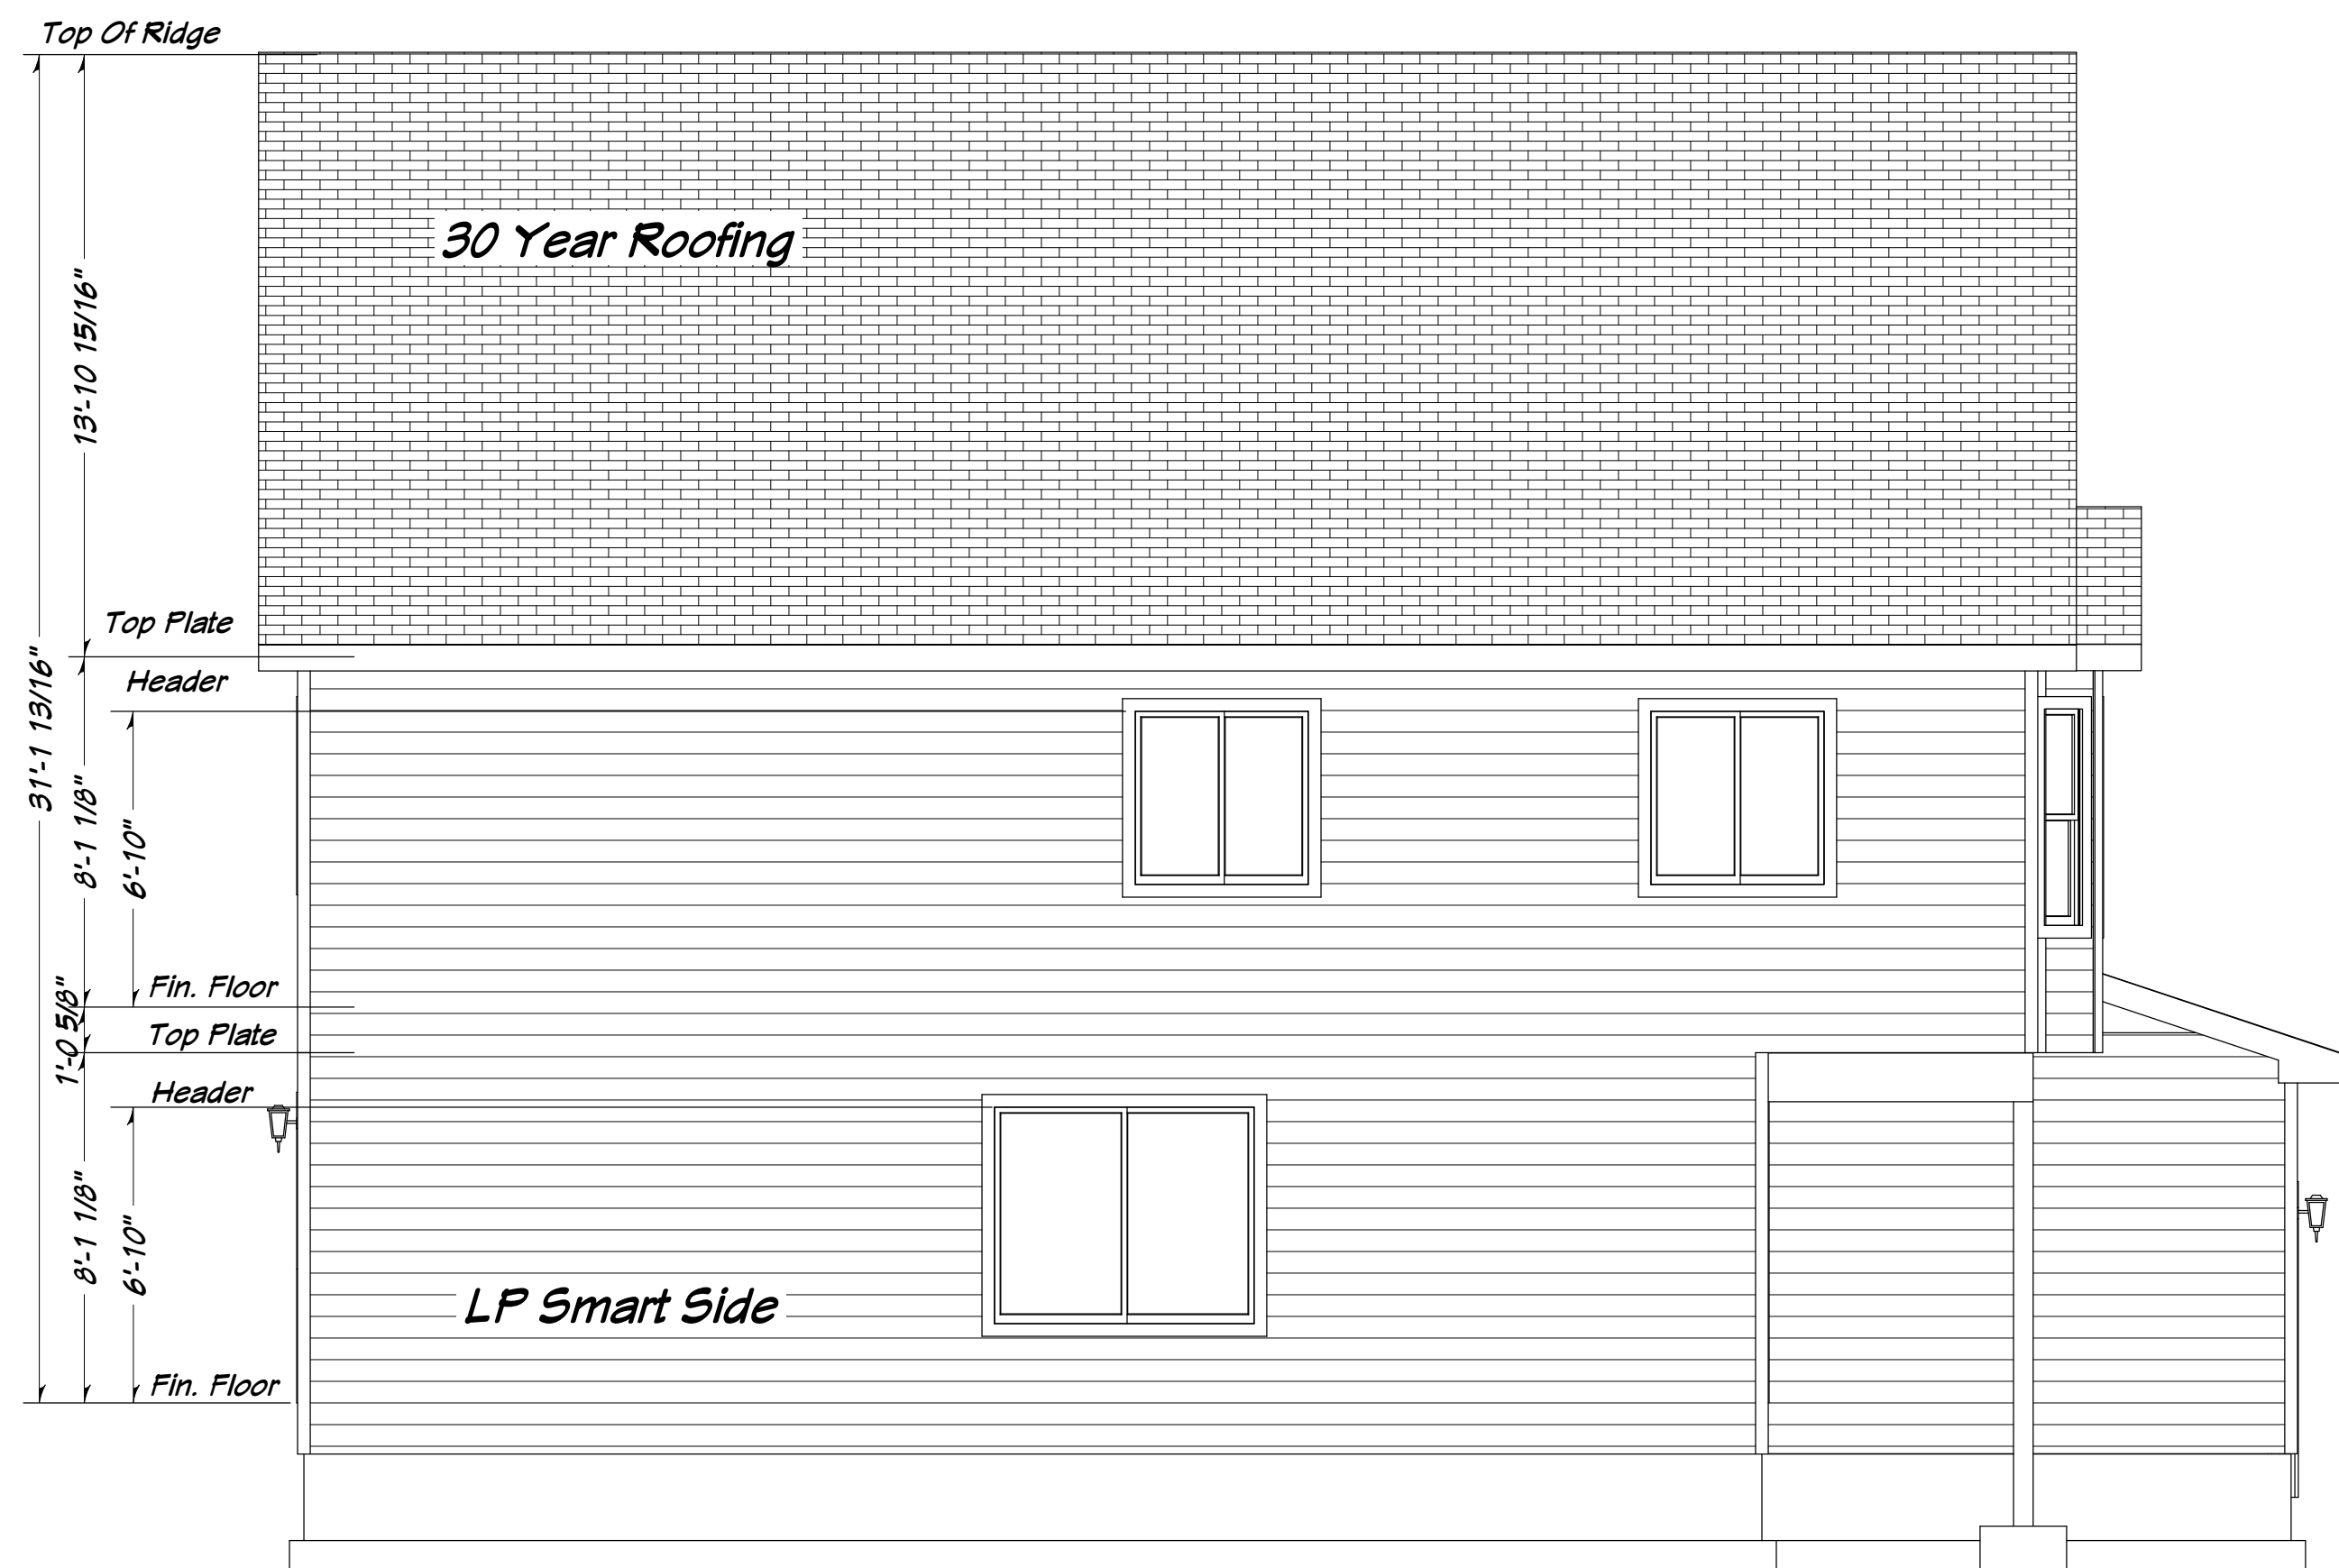 Top Of Ridge
30 Year Roofing
13'-10 15/16"
Top Plate
31'-1 13/16"
Header
8'-1 1/8"
6'-10"
Fin. Floor
1'-0 5/8"
Top Plate
Header
8'-1 1/8"
6'-10"
LP Smart Side
Fin. Floor